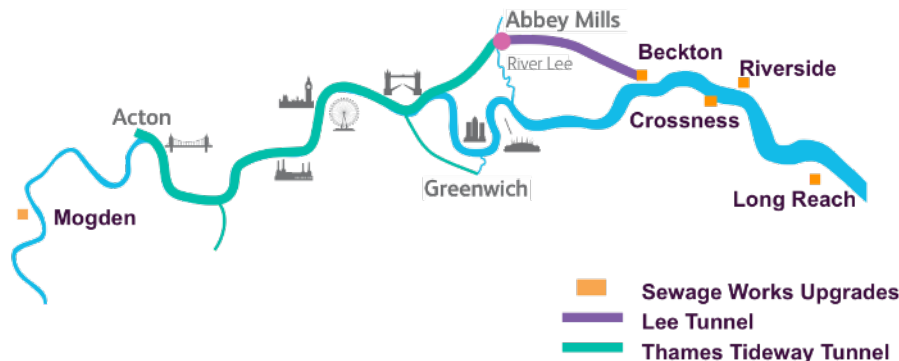 Abbey Mills
River Lee
Beckton
Riverside
Acton
Crossness
Greenwich
Long Reach
Mogden
Sewage Works Upgrades
Lee Tunnel
Thames Tideway Tunnel